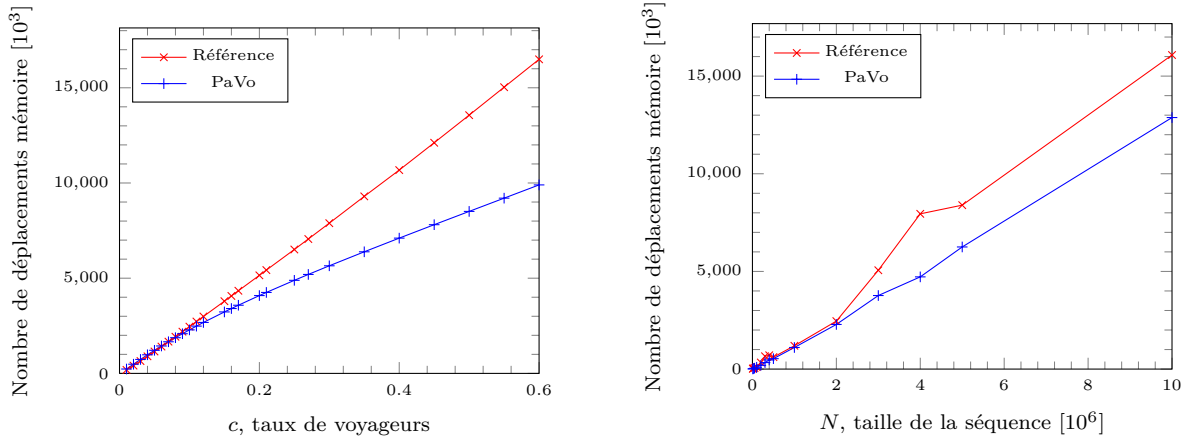 Nombre de déplacements mémoire [10³]
15,000
10,000
5,000
0
0
0.2
0.4
0.6
c, taux de voyageurs
Référence
PaVo
Nombre de déplacements mémoire [10³]
15,000
10,000
5,000
0
0
2
4
6
8
10
N, taille de la séquence [10⁶]
Référence
PaVo